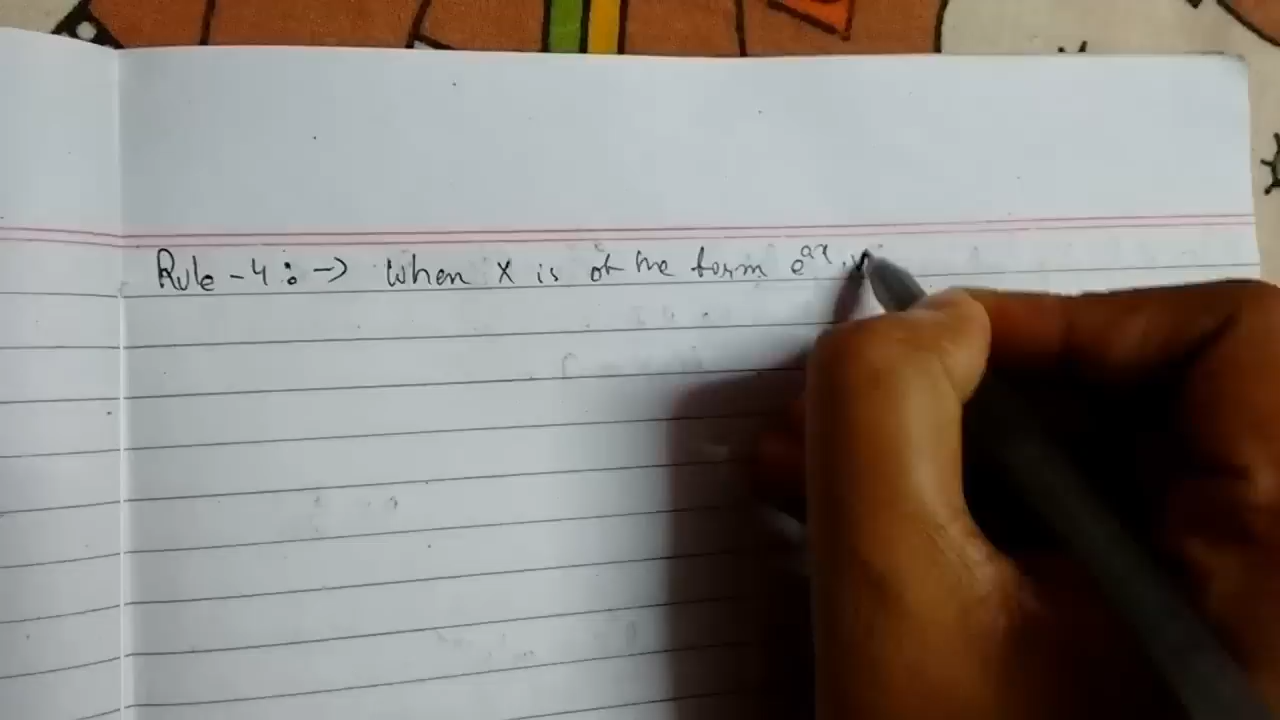 Rule - 4 : → When X is of the form e^{ax}.